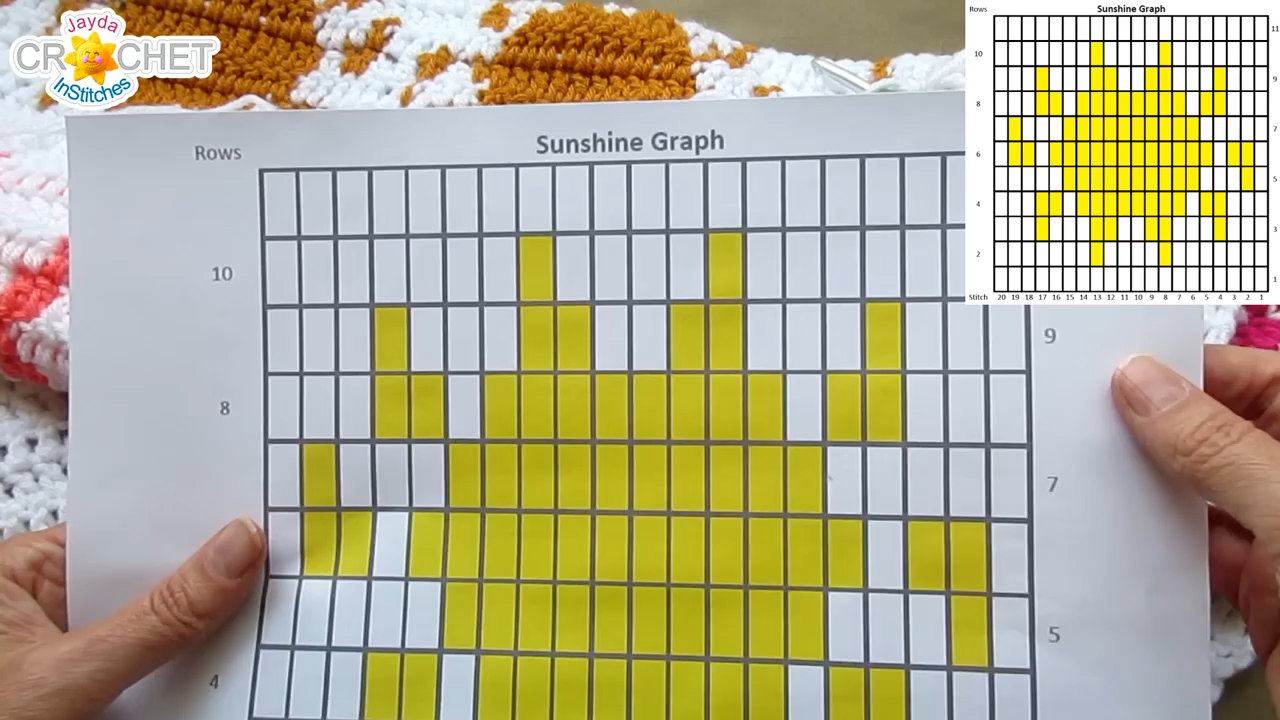 Jayda
CROCHET
InStitches
Rows
Sunshine Graph
10
9
8
7
5
4
Rows
Sunshine Graph
11
10
9
8
7
6
5
4
3
2
1
Stitch 20 19 18 17 16 15 14 13 12 11 10 9 8 7 6 5 4 3 2 1